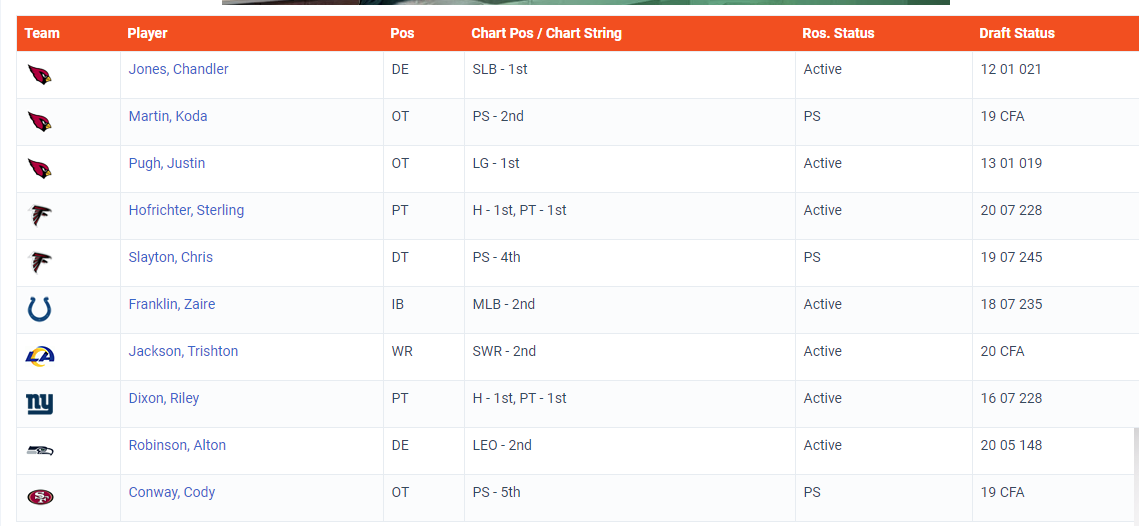 Team Player Pos Chart Pos / Chart String Ros. Status Draft Status
Jones, Chandler DE SLB - 1st Active 12 01 021
Martin, Koda OT PS - 2nd PS 19 CFA
Pugh, Justin OT LG - 1st Active 13 01 019
Hofrichter, Sterling PT H - 1st, PT - 1st Active 20 07 228
Slayton, Chris DT PS - 4th PS 19 07 245
Franklin, Zaire IB MLB - 2nd Active 18 07 235
LA Jackson, Trishton WR SWR - 2nd Active 20 CFA
ny Dixon, Riley PT H - 1st, PT - 1st Active 16 07 228
Robinson, Alton DE LEO - 2nd Active 20 05 148
SF Conway, Cody OT PS - 5th PS 19 CFA